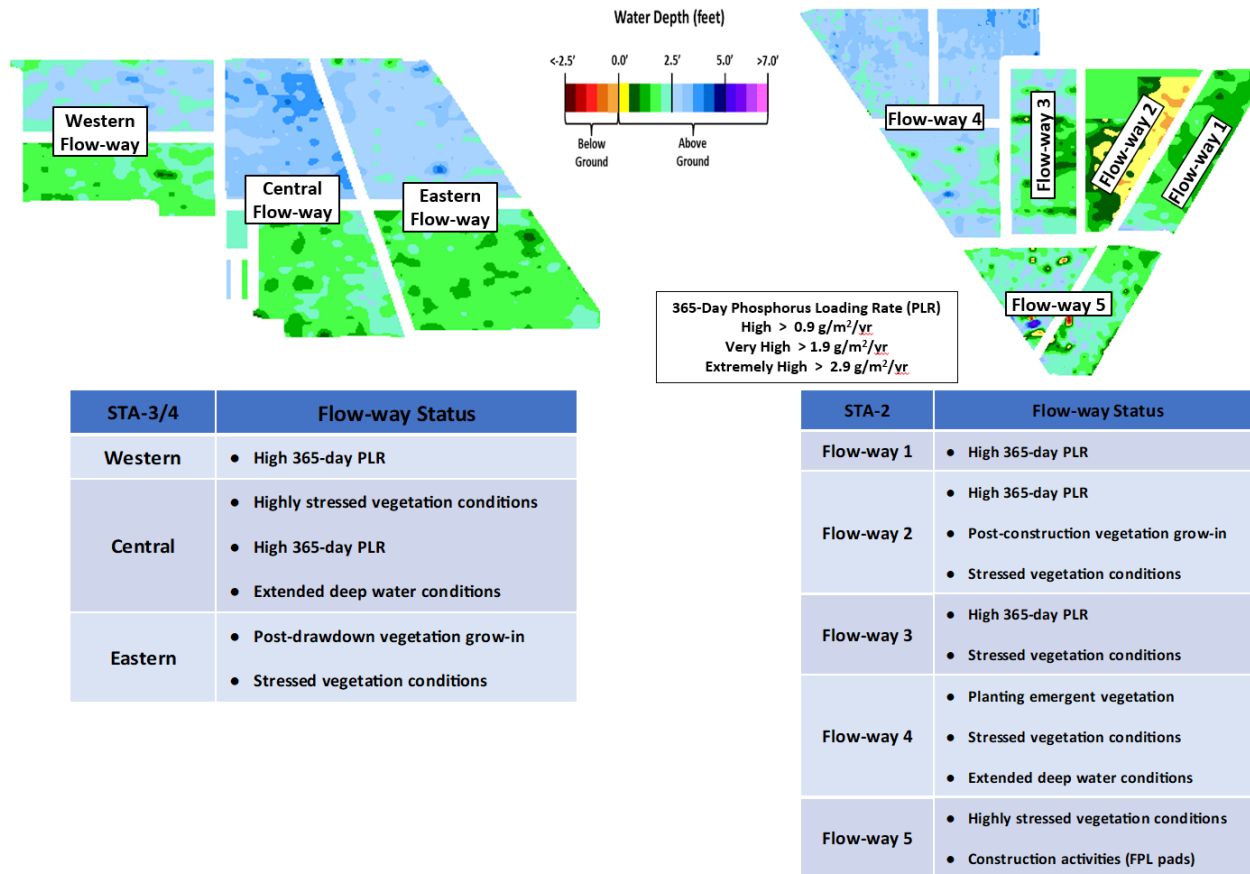 Water Depth (feet)
<-2.5' 0.0' 2.5' 5.0' >7.0'
Below
Ground
Above
Ground
Western
Flow-way
Central
Flow-way
Eastern
Flow-way
Flow-way 4
Flow-way 3
Flow-way 2
Flow-way 1
Flow-way 5
365-Day Phosphorus Loading Rate (PLR)
High > 0.9 g/m²/yr
Very High > 1.9 g/m²/yr
Extremely High > 2.9 g/m²/yr
STA-3/4 Flow-way Status
Western ● High 365-day PLR
Central
● Highly stressed vegetation conditions
● High 365-day PLR
● Extended deep water conditions
Eastern
● Post-drawdown vegetation grow-in
● Stressed vegetation conditions
STA-2 Flow-way Status
Flow-way 1 ● High 365-day PLR
Flow-way 2
● High 365-day PLR
● Post-construction vegetation grow-in
● Stressed vegetation conditions
Flow-way 3
● High 365-day PLR
● Stressed vegetation conditions
Flow-way 4
● Planting emergent vegetation
● Stressed vegetation conditions
● Extended deep water conditions
Flow-way 5
● Highly stressed vegetation conditions
● Construction activities (FPL pads)